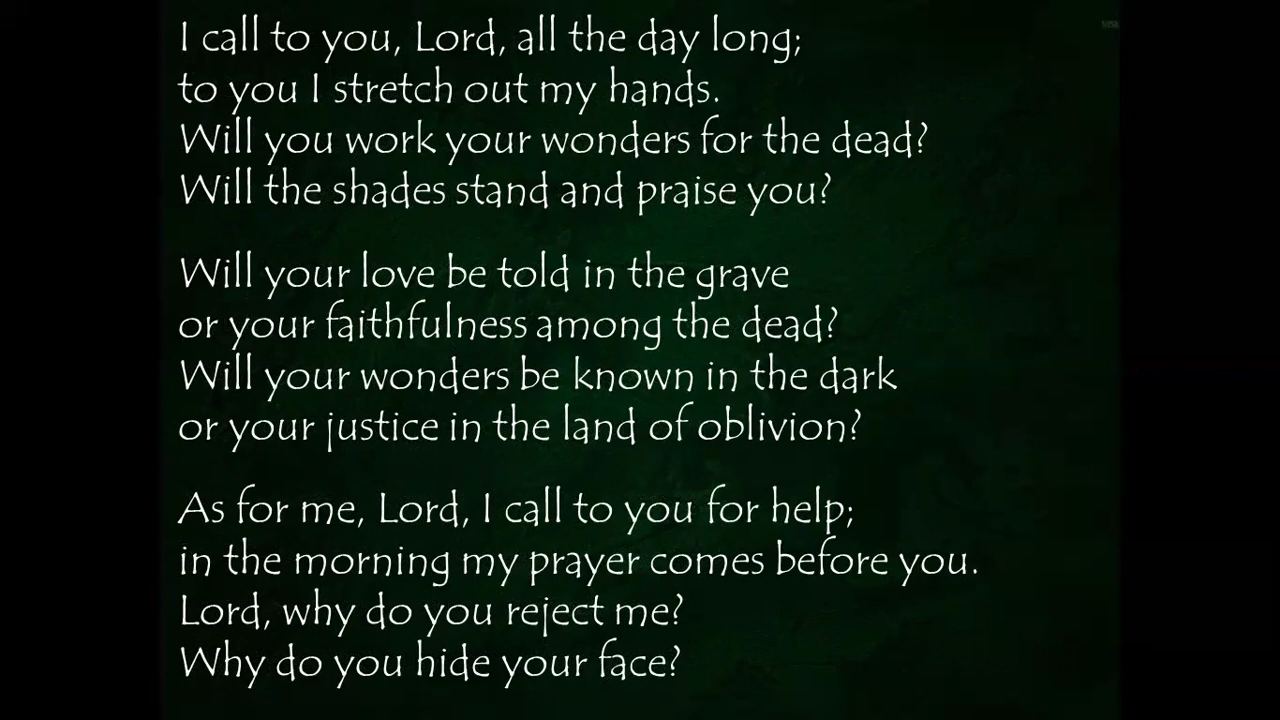 I call to you, Lord, all the day long;
to you I stretch out my hands.
Will you work your wonders for the dead?
Will the shades stand and praise you?
Will your love be told in the grave
or your faithfulness among the dead?
Will your wonders be known in the dark
or your justice in the land of oblivion?
As for me, Lord, I call to you for help;
in the morning my prayer comes before you.
Lord, why do you reject me?
Why do you hide your face?